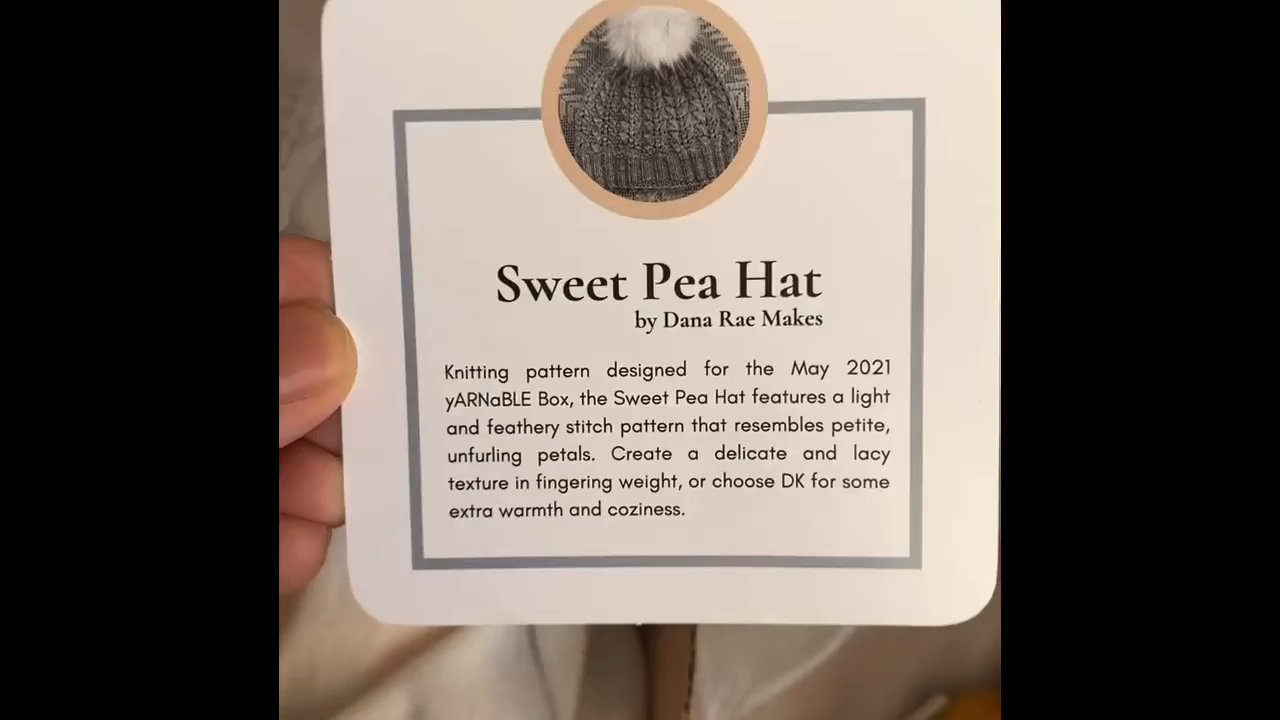 Sweet Pea Hat
by Dana Rae Makes
Knitting pattern designed for the May 2021
yARNaBLE Box, the Sweet Pea Hat features a light
and feathery stitch pattern that resembles petite,
unfurling petals. Create a delicate and lacy
texture in fingering weight, or choose DK for some
extra warmth and coziness.